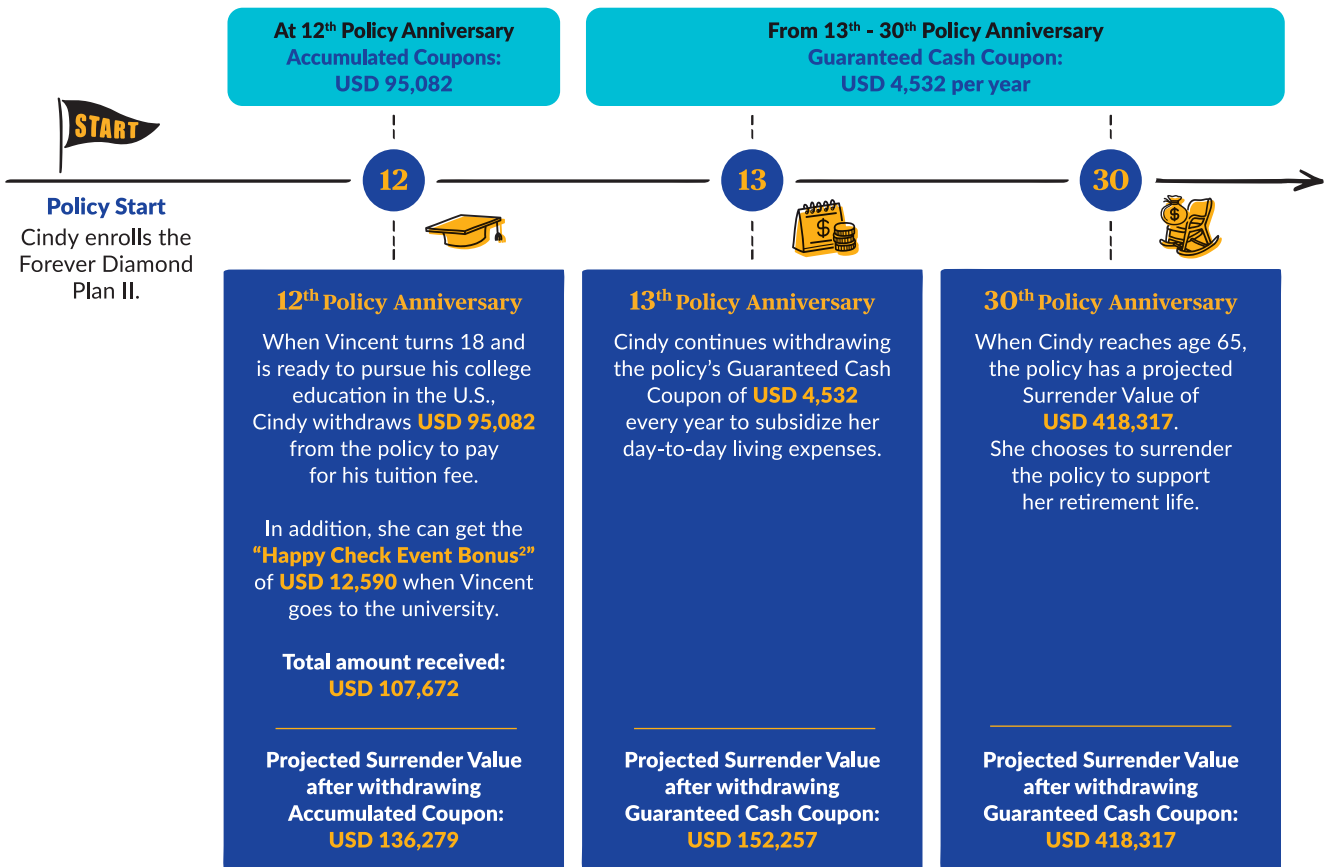 At 12th Policy Anniversary
Accumulated Coupons:
USD 95,082
From 13th - 30th Policy Anniversary
Guaranteed Cash Coupon:
USD 4,532 per year
START
12
13
30
Policy Start
Cindy enrolls the
Forever Diamond
Plan II.
$
$
12th Policy Anniversary
When Vincent turns 18 and
is ready to pursue his college
education in the U.S.,
Cindy withdraws USD 95,082
from the policy to pay
for his tuition fee.
In addition, she can get the
“Happy Check Event Bonus²”
of USD 12,590 when Vincent
goes to the university.
Total amount received:
USD 107,672
Projected Surrender Value
after withdrawing
Accumulated Coupon:
USD 136,279
13th Policy Anniversary
Cindy continues withdrawing
the policy’s Guaranteed Cash
Coupon of USD 4,532
every year to subsidize her
day-to-day living expenses.
Projected Surrender Value
after withdrawing
Guaranteed Cash Coupon:
USD 152,257
30th Policy Anniversary
When Cindy reaches age 65,
the policy has a projected
Surrender Value of
USD 418,317.
She chooses to surrender
the policy to support
her retirement life.
Projected Surrender Value
after withdrawing
Guaranteed Cash Coupon:
USD 418,317